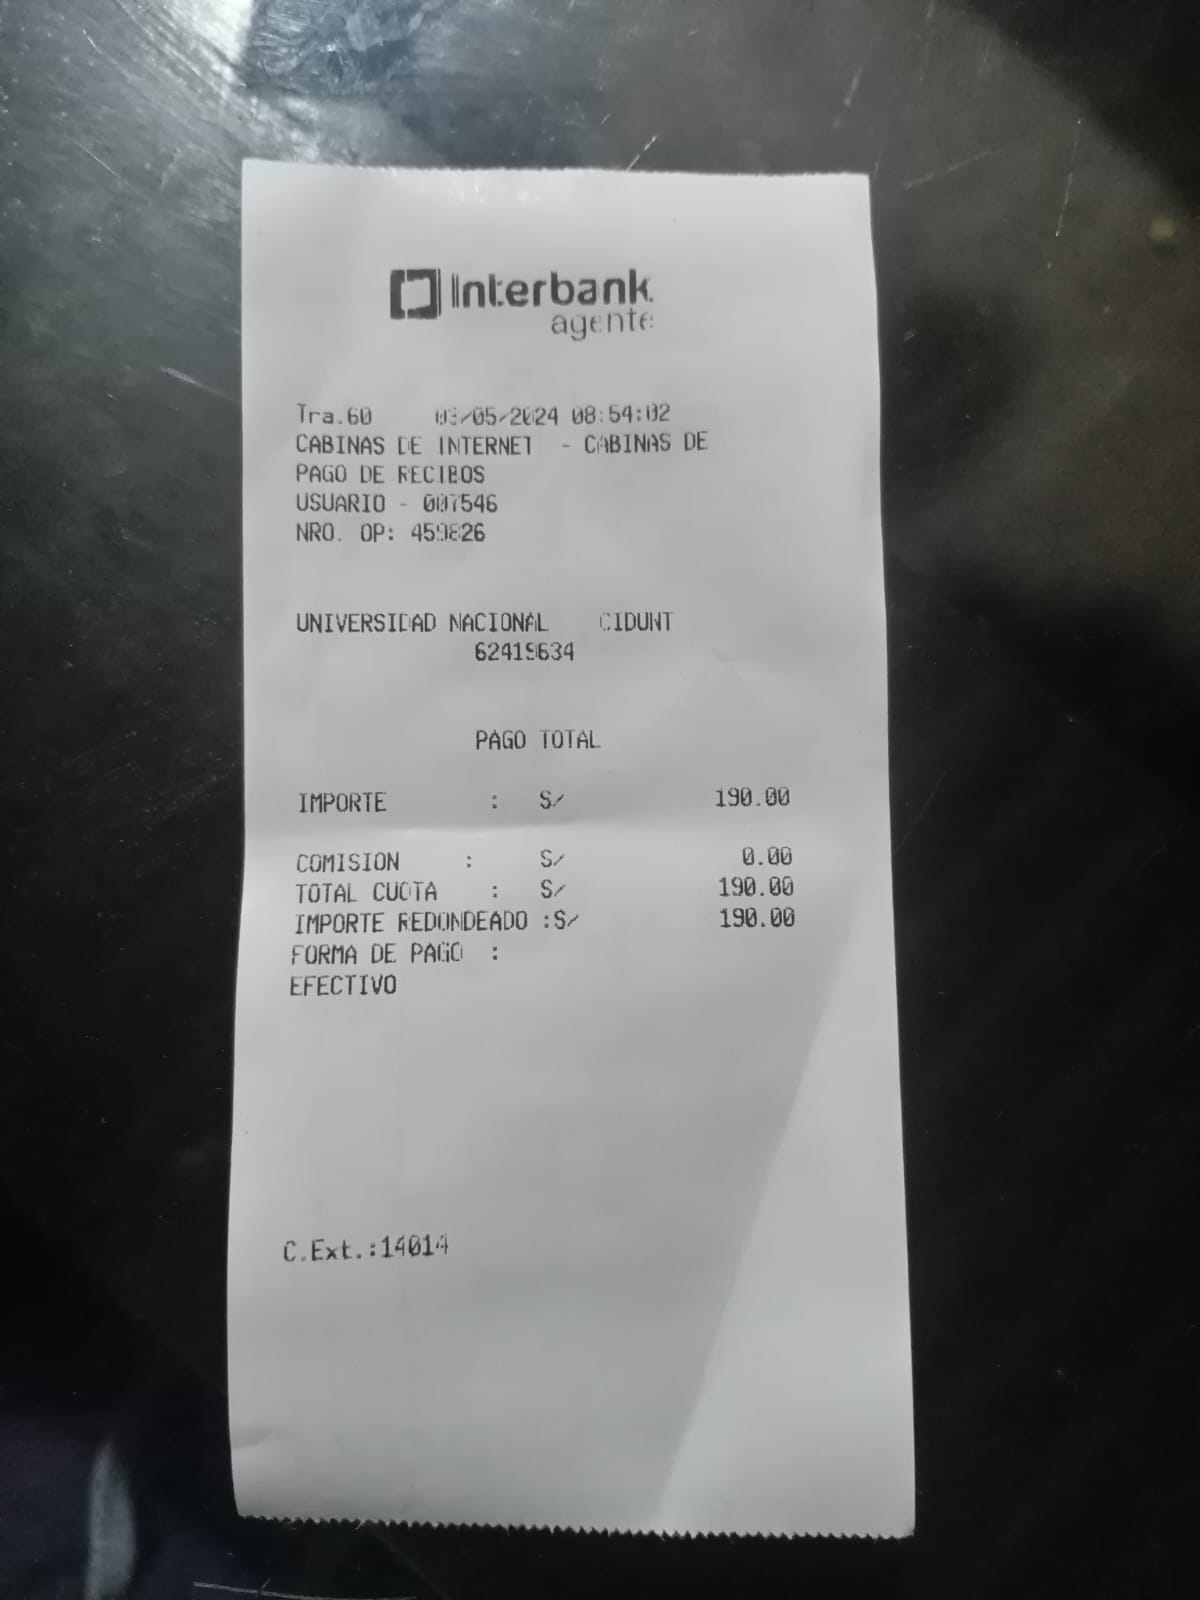 Interbank
agente
Tra.60 03/05/2024 08:54:02
CABINAS DE INTERNET - CABINAS DE
PAGO DE RECIBOS
USUARIO - 007546
NRO. OP: 459826
UNIVERSIDAD NACIONAL CIDUNT
62419634
PAGO TOTAL
IMPORTE : S/ 190.00
COMISION : S/ 0.00
TOTAL CUOTA : S/ 190.00
IMPORTE REDONDEADO :S/ 190.00
FORMA DE PAGO :
EFECTIVO
C.Ext.:14014